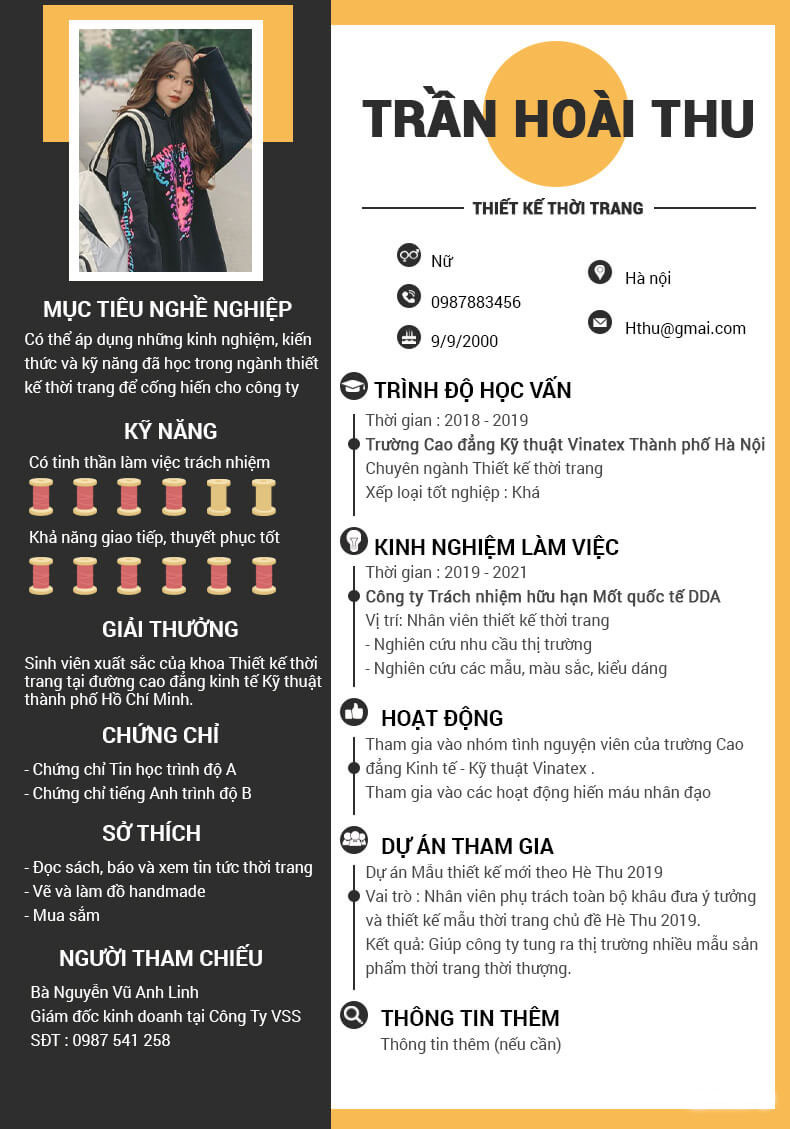 TRẦN HOÀI THU
THIẾT KẾ THỜI TRANG
Nữ
0987883456
9/9/2000
Hà nội
Hthu@gmai.com
MỤC TIÊU NGHỀ NGHIỆP
Có thể áp dụng những kinh nghiệm, kiến
thức và kỹ năng đã học trong ngành thiết
kế thời trang để cống hiến cho công ty
KỸ NĂNG
Có tinh thần làm việc trách nhiệm
Khả năng giao tiếp, thuyết phục tốt
GIẢI THƯỞNG
Sinh viên xuất sắc của khoa Thiết kế thời
trang tại đường cao đẳng kinh tế Kỹ thuật
thành phố Hồ Chí Minh.
CHỨNG CHỈ
- Chứng chỉ Tin học trình độ A
- Chứng chỉ tiếng Anh trình độ B
SỞ THÍCH
- Đọc sách, báo và xem tin tức thời trang
- Vẽ và làm đồ handmade
- Mua sắm
NGƯỜI THAM CHIẾU
Bà Nguyễn Vũ Anh Linh
Giám đốc kinh doanh tại Công Ty VSS
SĐT : 0987 541 258
TRÌNH ĐỘ HỌC VẤN
Thời gian : 2018 - 2019
Trường Cao đẳng Kỹ thuật Vinatex Thành phố Hà Nội
Chuyên ngành Thiết kế thời trang
Xếp loại tốt nghiệp : Khá
KINH NGHIỆM LÀM VIỆC
Thời gian : 2019 - 2021
Công ty Trách nhiệm hữu hạn Mốt quốc tế DDA
Vị trí: Nhân viên thiết kế thời trang
- Nghiên cứu nhu cầu thị trường
- Nghiên cứu các mẫu, màu sắc, kiểu dáng
HOẠT ĐỘNG
Tham gia vào nhóm tình nguyện viên của trường Cao
đẳng Kinh tế - Kỹ thuật Vinatex .
Tham gia vào các hoạt động hiến máu nhân đạo
DỰ ÁN THAM GIA
Dự án Mẫu thiết kế mới theo Hè Thu 2019
Vai trò : Nhân viên phụ trách toàn bộ khâu đưa ý tưởng
và thiết kế mẫu thời trang chủ đề Hè Thu 2019.
Kết quả: Giúp công ty tung ra thị trường nhiều mẫu sản
phẩm thời trang thời thượng.
THÔNG TIN THÊM
Thông tin thêm (nếu cần)